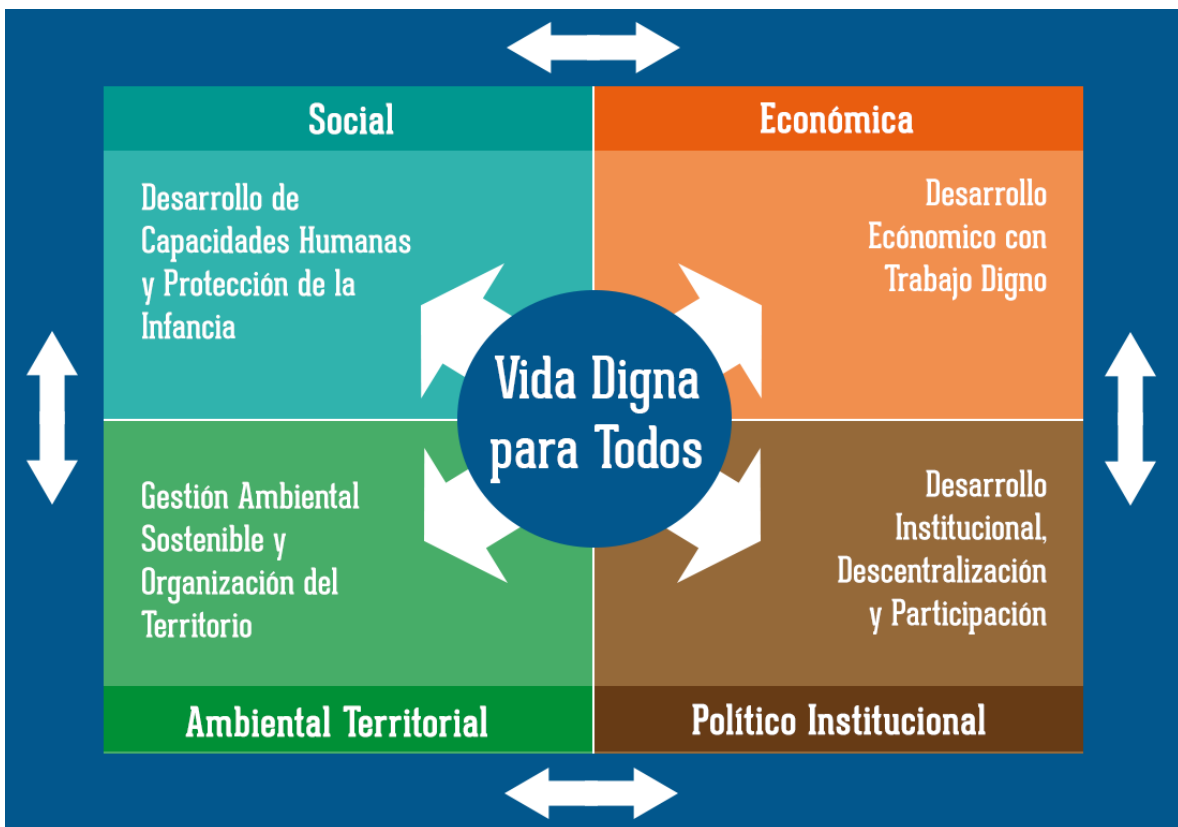 Social
Desarrollo de
Capacidades Humanas
y Protección de la
Infancia
Económica
Desarrollo
Ecónomico con
Trabajo Digno
Vida Digna
para Todos
Gestión Ambiental
Sostenible y
Organización del
Territorio
Ambiental Territorial
Desarrollo
Institucional,
Descentralización
y Participación
Político Institucional